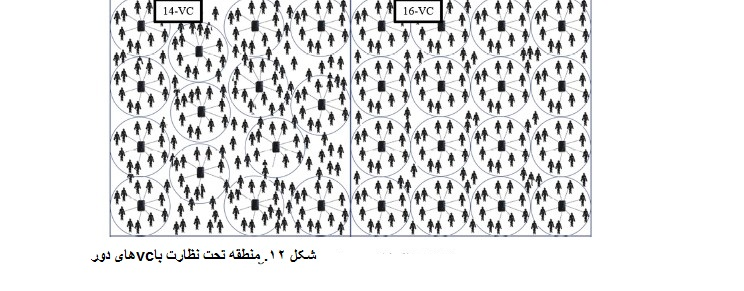 14-VC
16-VC
شکل ۱۲. منطقه تحت نظارت باvcهای دور